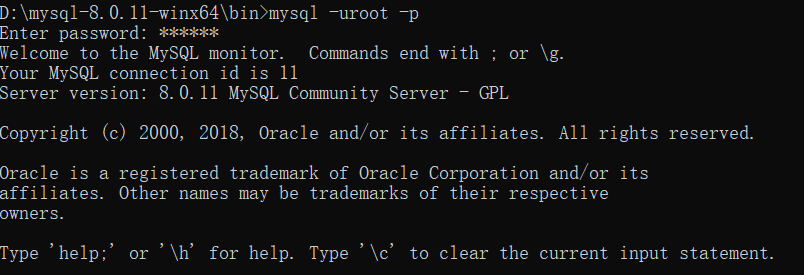 D:\mysql-8.0.11-winx64\bin>mysql -uroot -p
Enter password: ******
Welcome to the MySQL monitor.  Commands end with ; or \g.
Your MySQL connection id is 11
Server version: 8.0.11 MySQL Community Server - GPL
Copyright (c) 2000, 2018, Oracle and/or its affiliates. All rights reserved.
Oracle is a registered trademark of Oracle Corporation and/or its
affiliates. Other names may be trademarks of their respective
owners.
Type 'help;' or '\h' for help. Type '\c' to clear the current input statement.